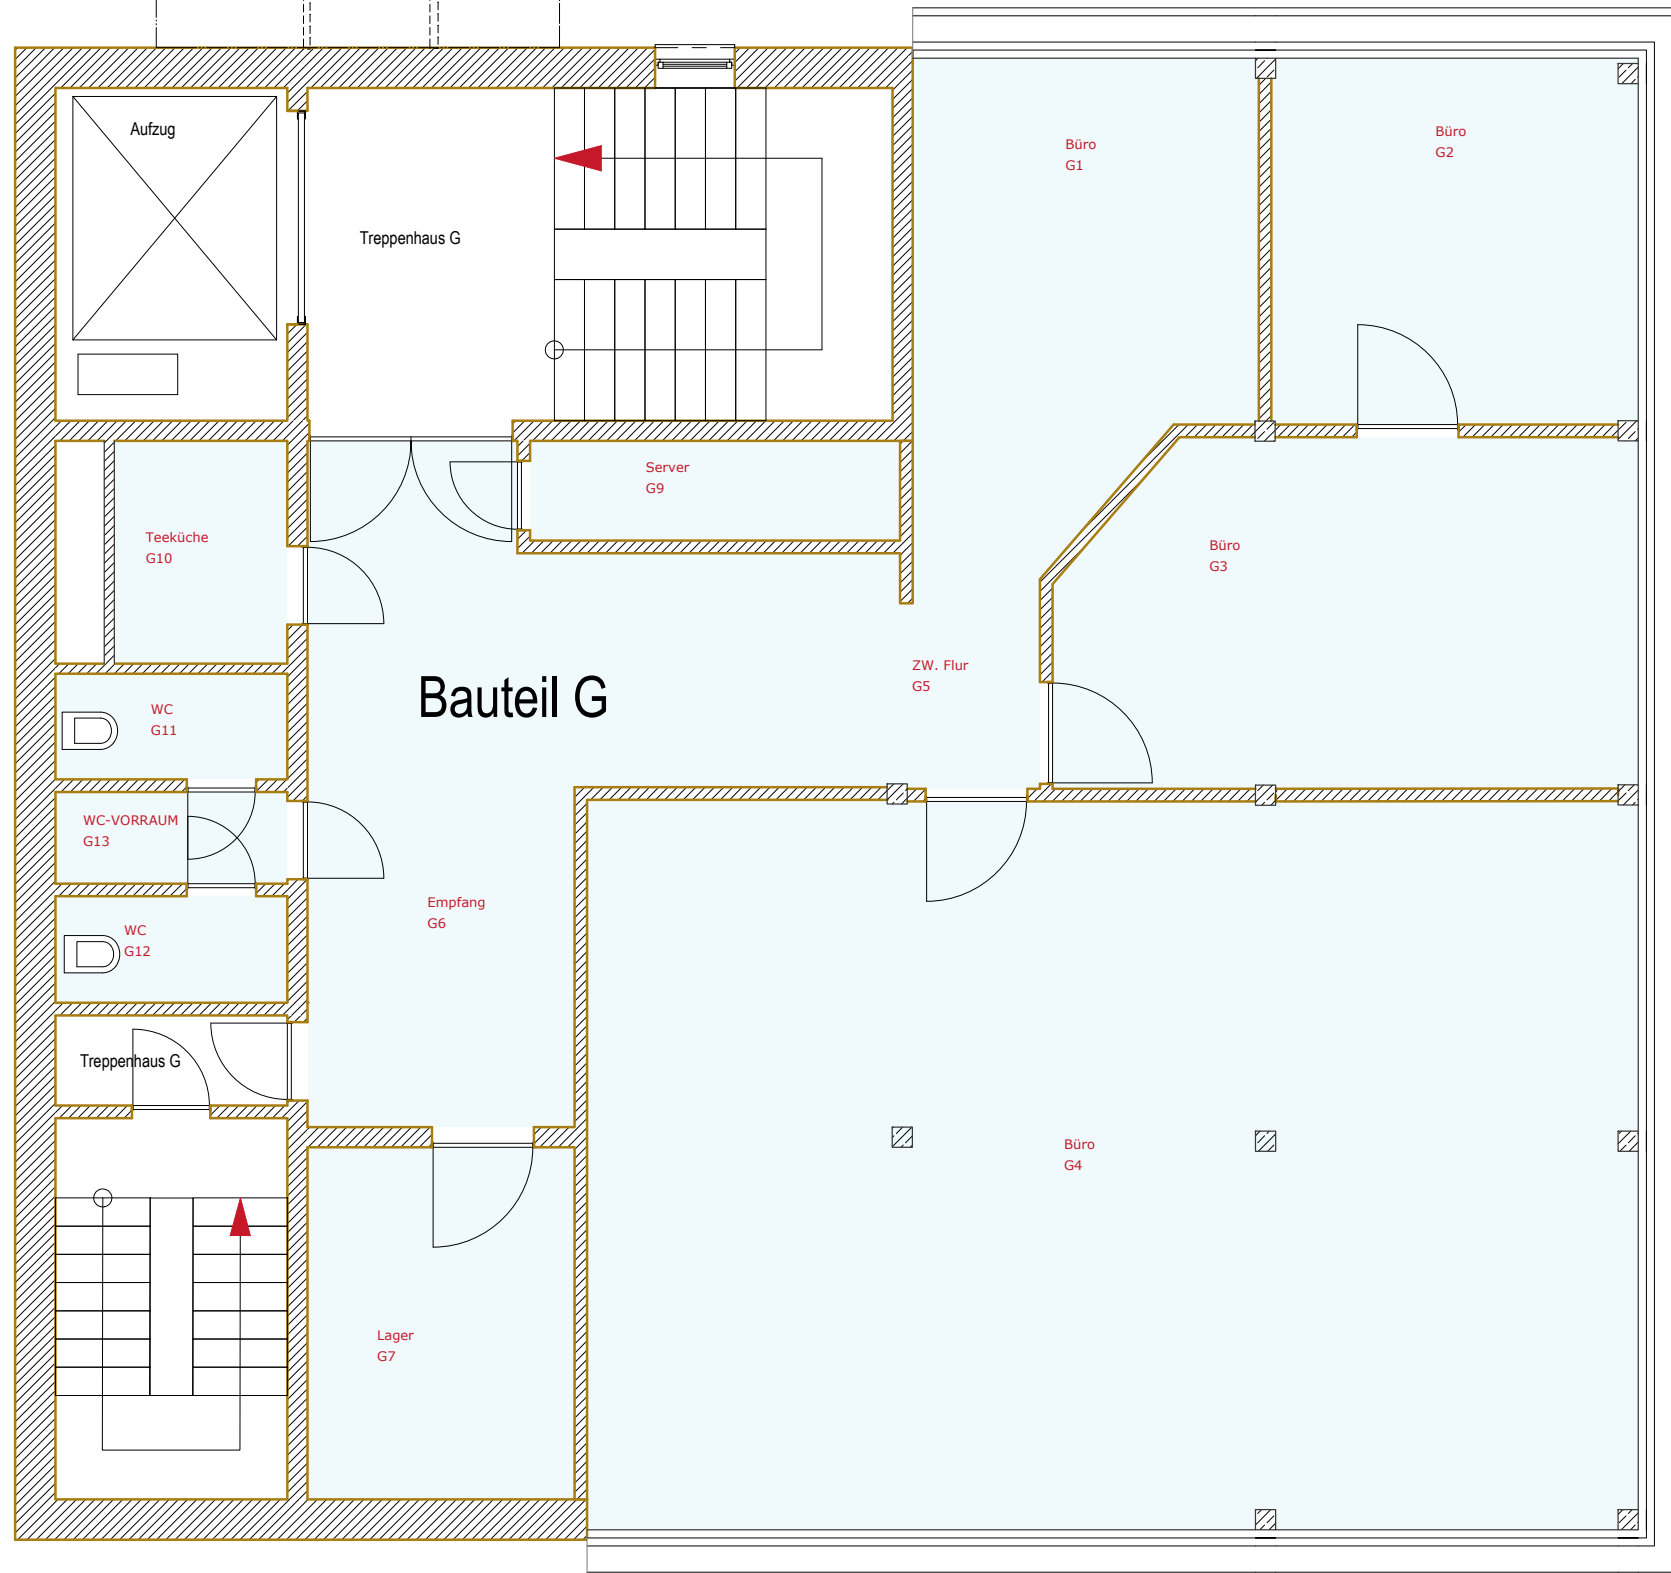 Aufzug
Büro
G1
Büro
G2
Treppenhaus G
Server
G9
Teeküche
G10
Büro
G3
ZW. Flur
G5
Bauteil G
WC
G11
WC-VORRAUM
G13
Empfang
G6
WC
G12
Treppenhaus G
Büro
G4
Lager
G7